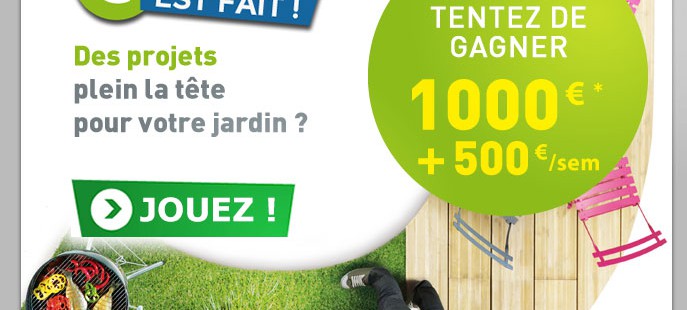 EST FAIT !
Des projets
plein la tête
pour votre jardin ?
JOUEZ !
TENTEZ DE
GAGNER
1000 € *
+ 500 €/sem